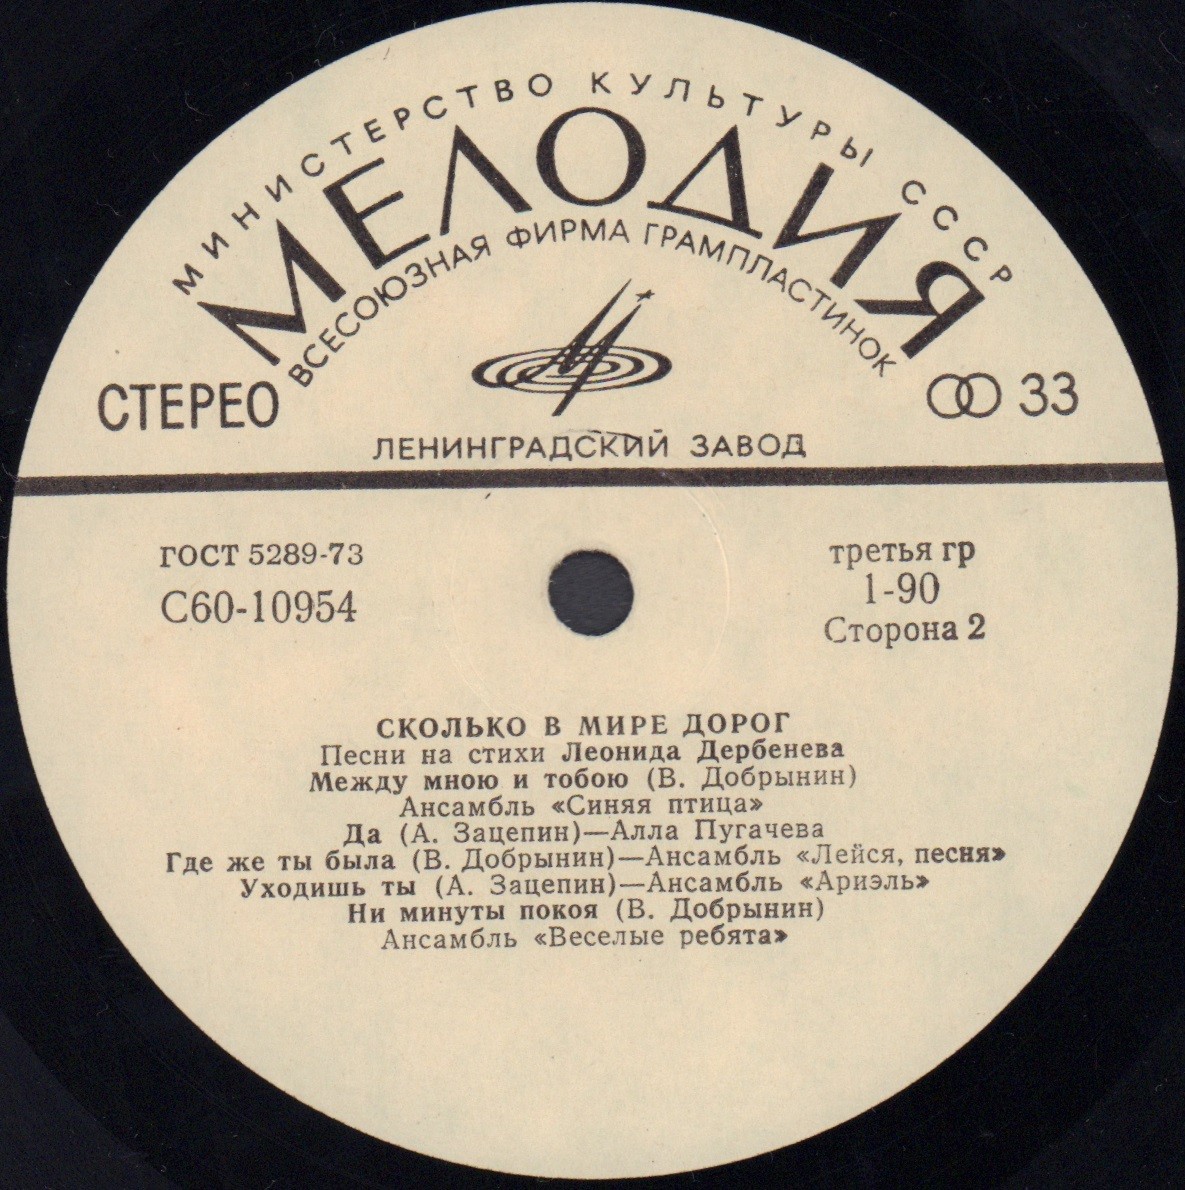 МИНИСТЕРСТВО КУЛЬТУРЫ СССР
МЕЛОДИЯ
ВСЕСОЮЗНАЯ ФИРМА ГРАМПЛАСТИНОК
СТЕРЕО
33
ЛЕНИНГРАДСКИЙ ЗАВОД
ГОСТ 5289-73
С60-10954
третья гр
1-90
Сторона 2
СКОЛЬКО В МИРЕ ДОРОГ
Песни на стихи Леонида Дербенева
Между мною и тобою (В. Добрынин)
Ансамбль «Синяя птица»
Да (А. Зацепин)—Алла Пугачева
Где же ты была (В. Добрынин)—Ансамбль «Лейся, песня»
Уходишь ты (А. Зацепин)—Ансамбль «Ариэль»
Ни минуты покоя (В. Добрынин)
Ансамбль «Веселые ребята»